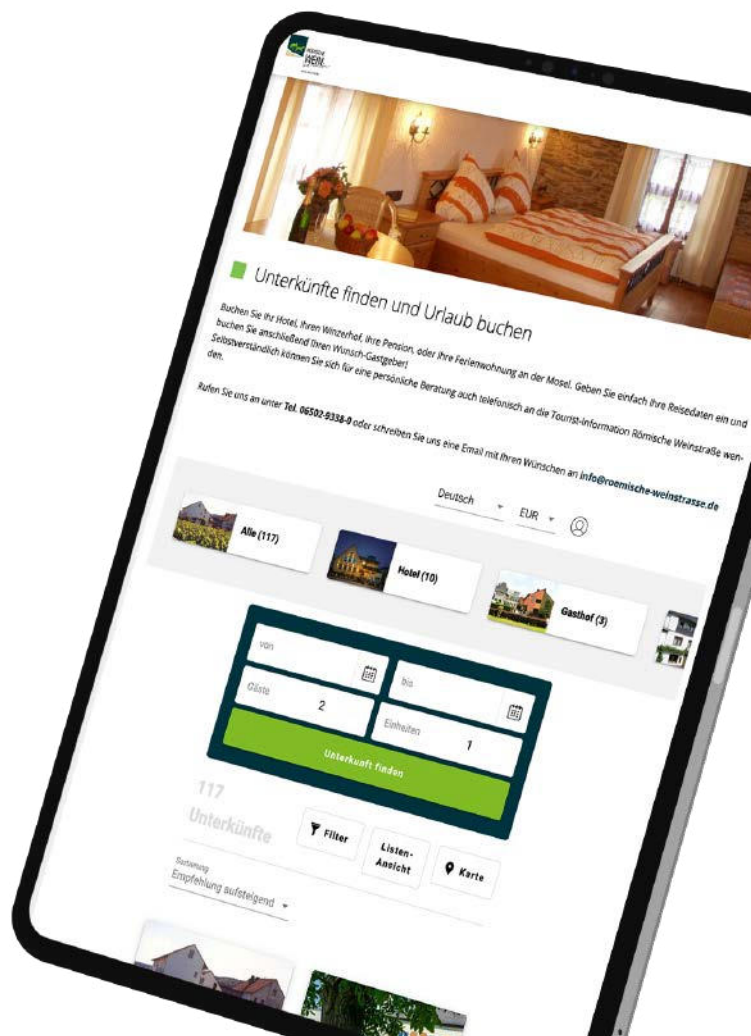 RÖMISCHE
WEIN
Unterkünfte finden und Urlaub buchen
Buchen Sie Ihr Hotel, Ihren Winzerhof, Ihre Pension, oder Ihre Ferienwohnung an der Mosel. Geben Sie einfach Ihre Reisedaten ein und
buchen Sie anschließend Ihren Wunsch-Gastgeber!
Selbstverständlich können Sie sich für eine persönliche Beratung auch telefonisch an die Tourist-Information Römische Weinstraße wen-
den.
Rufen Sie uns an unter Tel. 06502-9338-0 oder schreiben Sie uns eine Email mit Ihren Wünschen an info@roemische-weinstrasse.de
Deutsch EUR
Alle (117) Hotel (10) Gasthof (3)
von bis
Gäste 2 Einheiten 1
Unterkunft finden
117
Unterkünfte
Filter
Listen-
Ansicht
Karte
Sortierung
Empfehlung aufsteigend